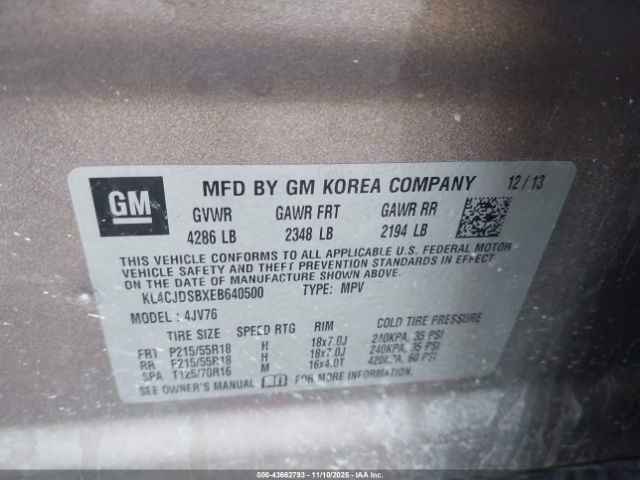 GM
MFD BY GM KOREA COMPANY 12/13
GVWR GAWR FRT GAWR RR
4286 LB 2348 LB 2194 LB
THIS VEHICLE CONFORMS TO ALL APPLICABLE U.S. FEDERAL MOTOR
VEHICLE SAFETY AND THEFT PREVENTION STANDARDS IN EFFECT
ON THE DATE OF MANUFACTURE SHOWN ABOVE.
KL4CJDSBXEB640500 TYPE: MPV
MODEL: 4JV76
TIRE SIZE SPEED RTG RIM COLD TIRE PRESSURE
FRT P215/55R18 H 18x7.0J 240KPA, 35 PSI
RR P215/55R18 H 18x7.0J 240KPA, 35 PSI
SPA T125/70R16 M 16x4.0T 420KPA, 60 PSI
SEE OWNER'S MANUAL FOR MORE INFORMATION
000-43662793 - 11/10/2025 - IAA Inc.